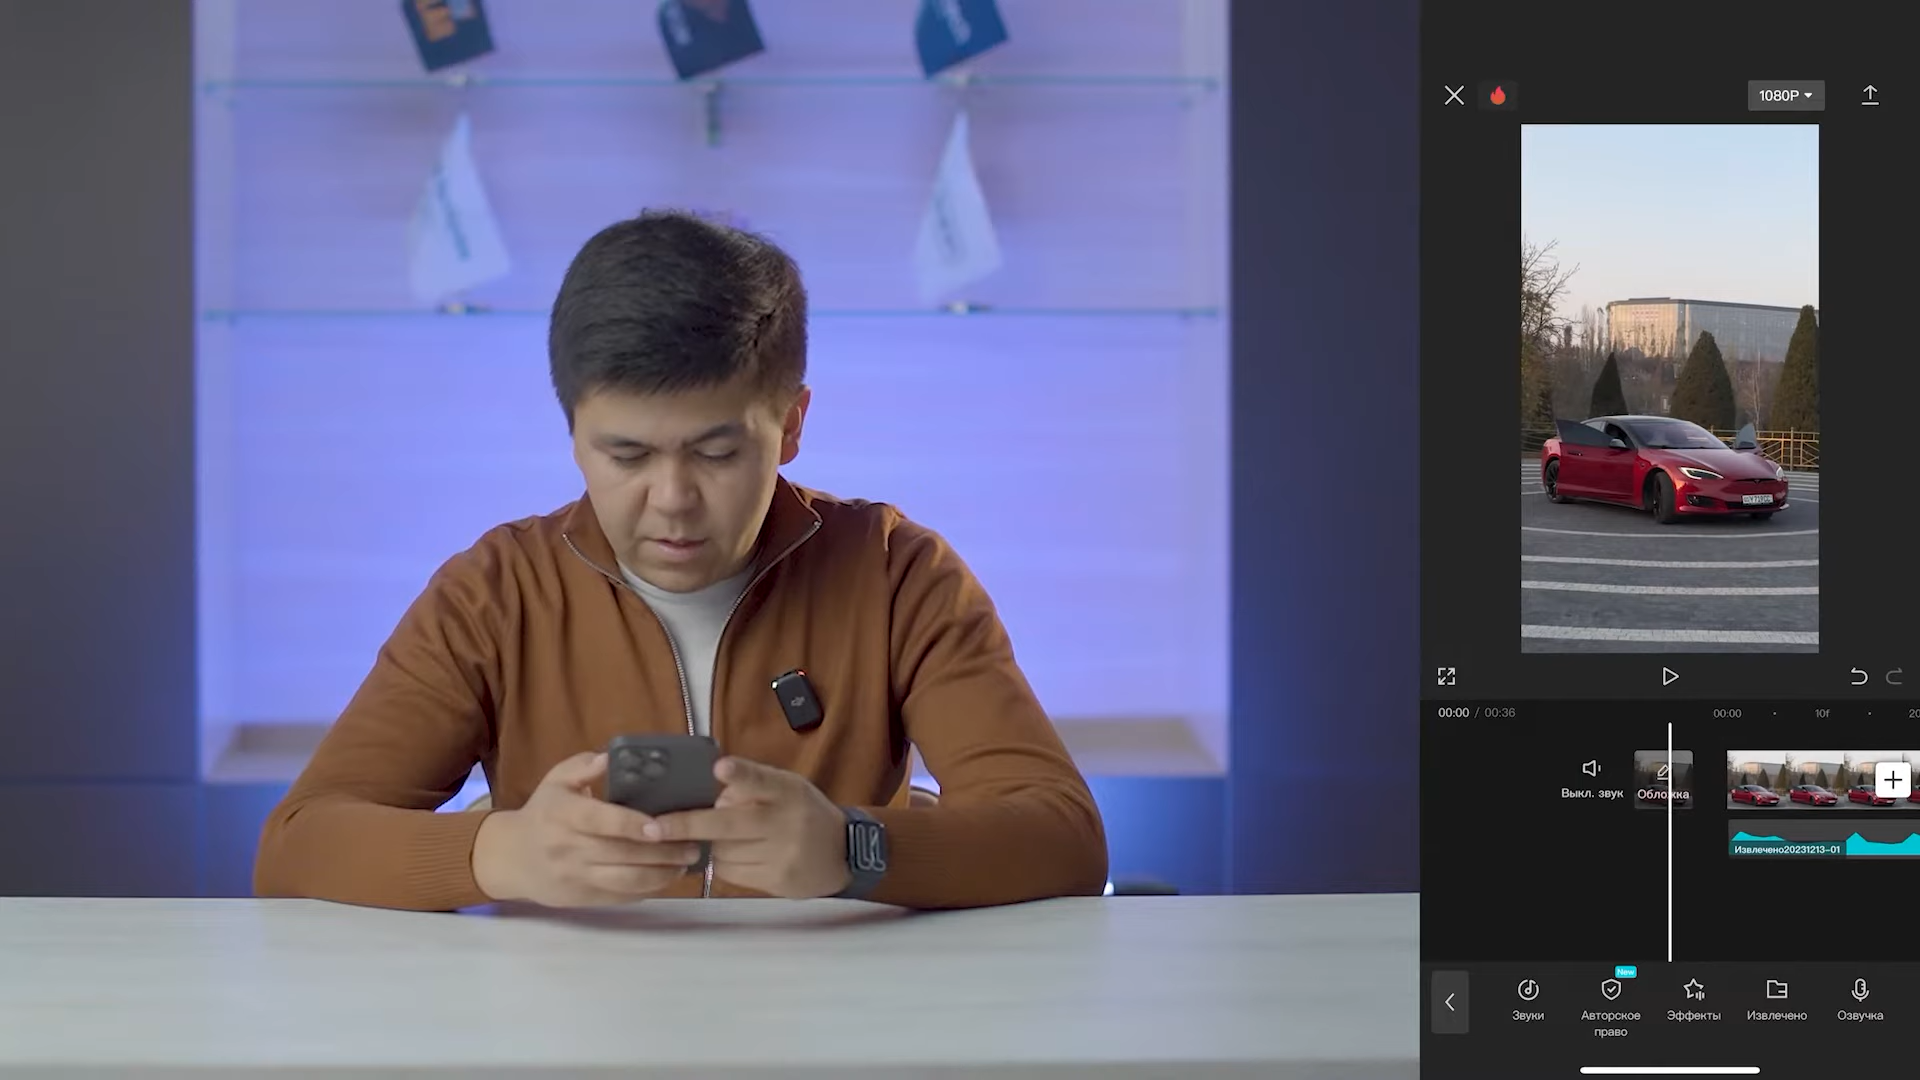 1080P
00:00 / 00:36
00:00
10f
20
Выкл. звук
Обложка
Извлечено20231213-01
New
Звуки
Авторское
право
Эффекты
Извлечено
Озвучка